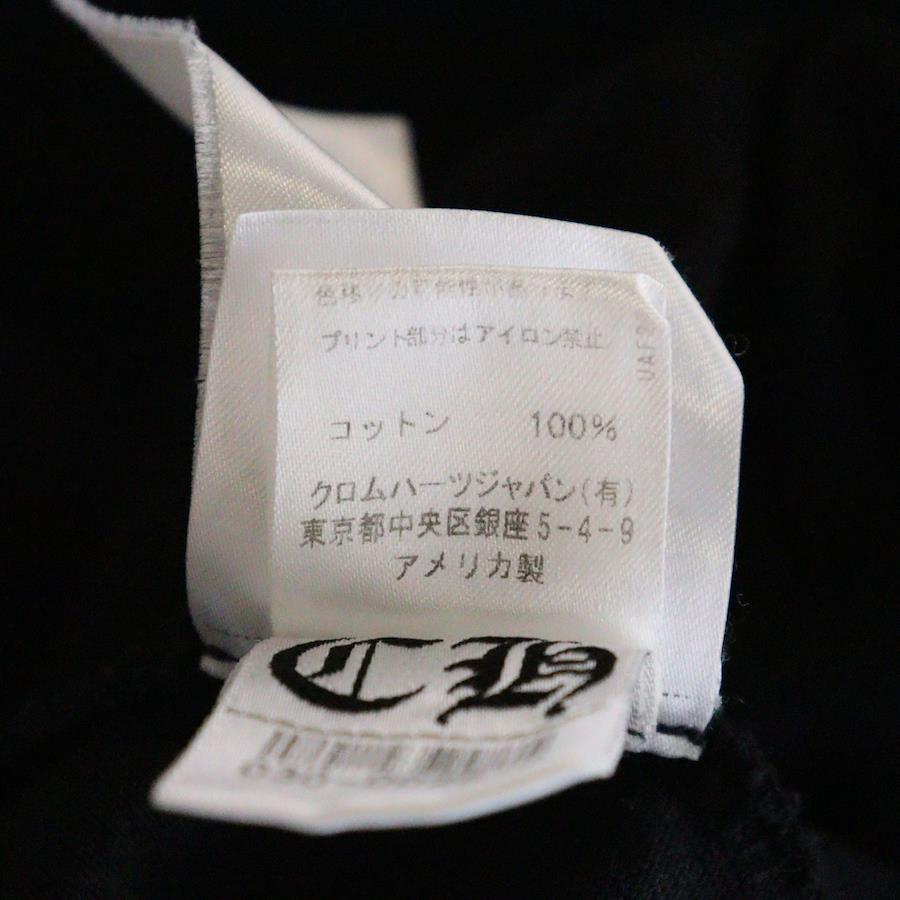 プリント部分はアイロン禁止
コットン 100%
クロムハーツジャパン(有)
東京都中央区銀座5-4-9
アメリカ製
CH